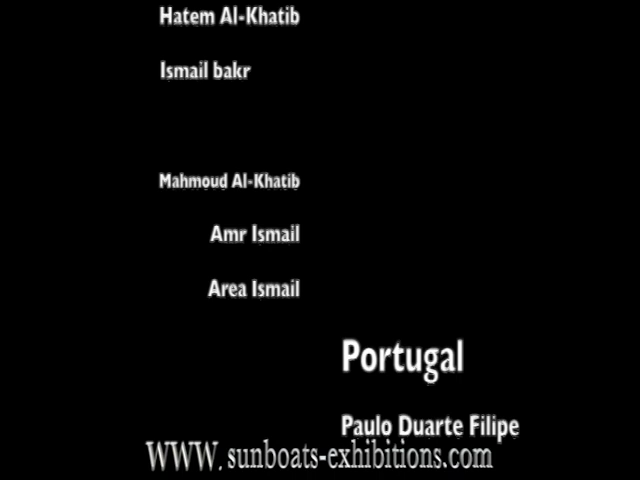 Hatem Al-Khatib
Ismail bakr
Mahmoud Al-Khatib
Amr Ismail
Area Ismail
Portugal
Paulo Duarte Filipe
WWW. sunboats-exhibitions.com